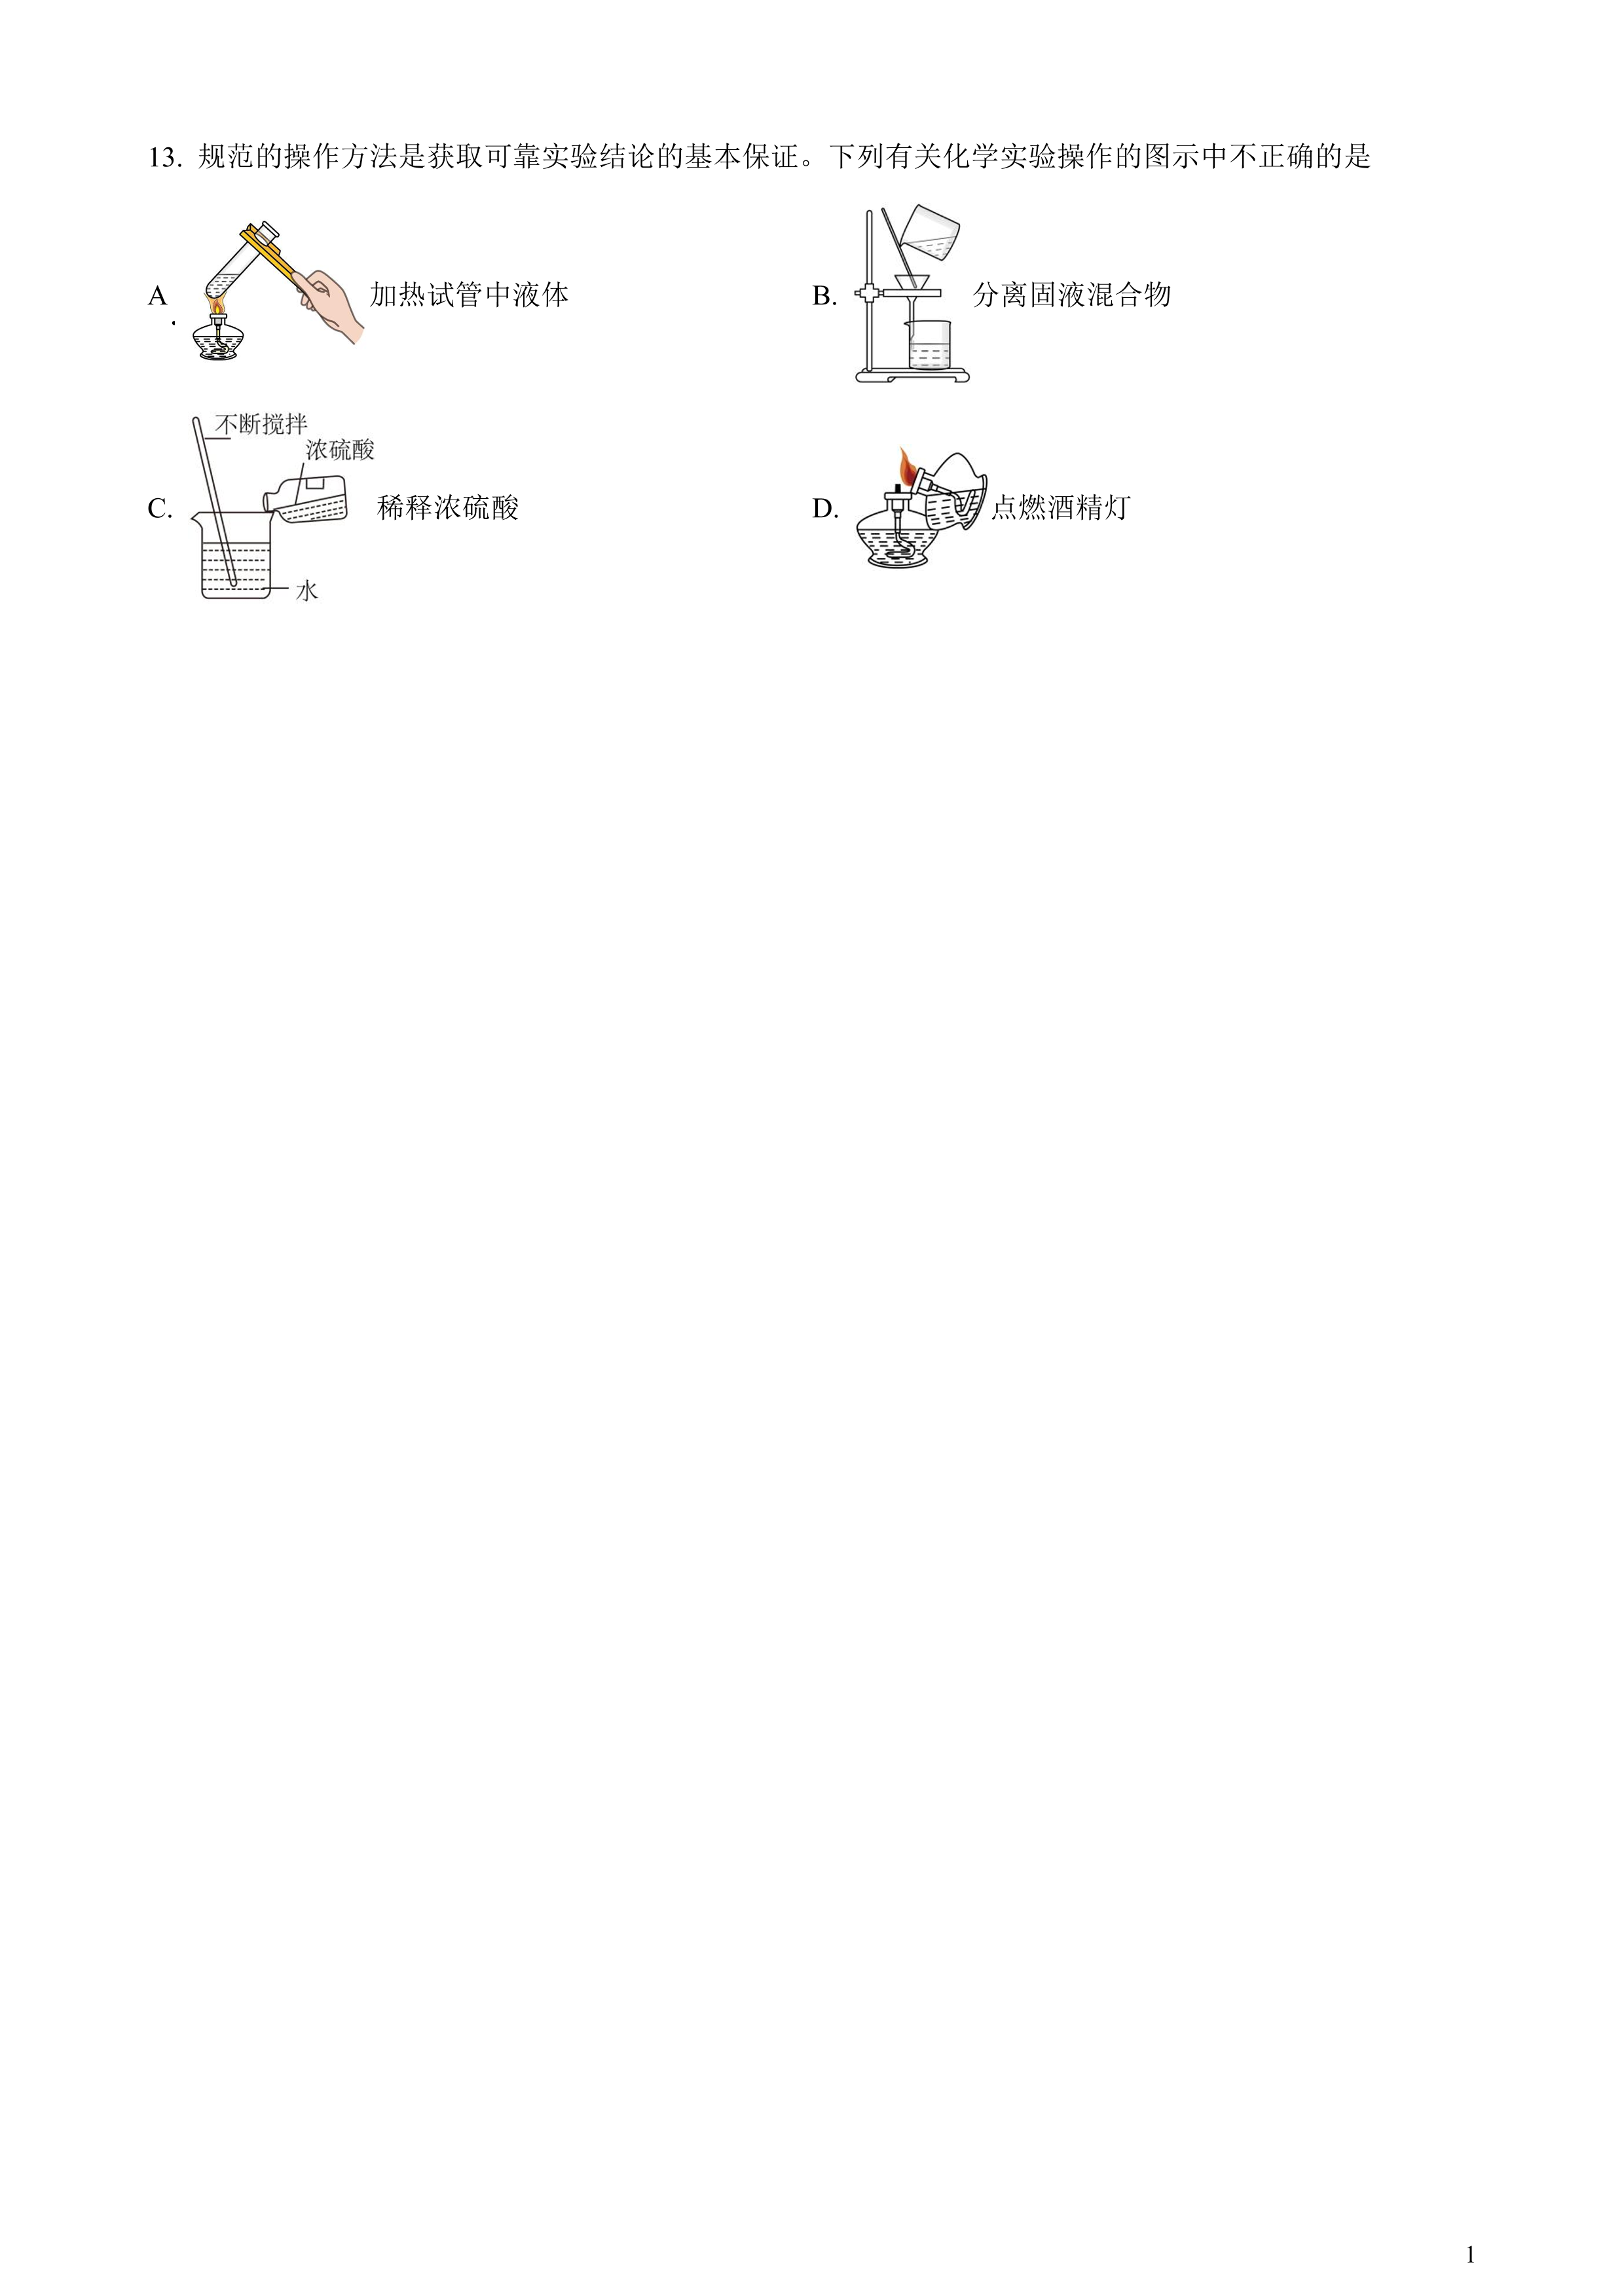 13. 规范的操作方法是获取可靠实验结论的基本保证。下列有关化学实验操作的图示中不正确的是
A. 加热试管中液体
B. 分离固液混合物
不断搅拌
浓硫酸
C. 稀释浓硫酸
水
D. 点燃酒精灯
1